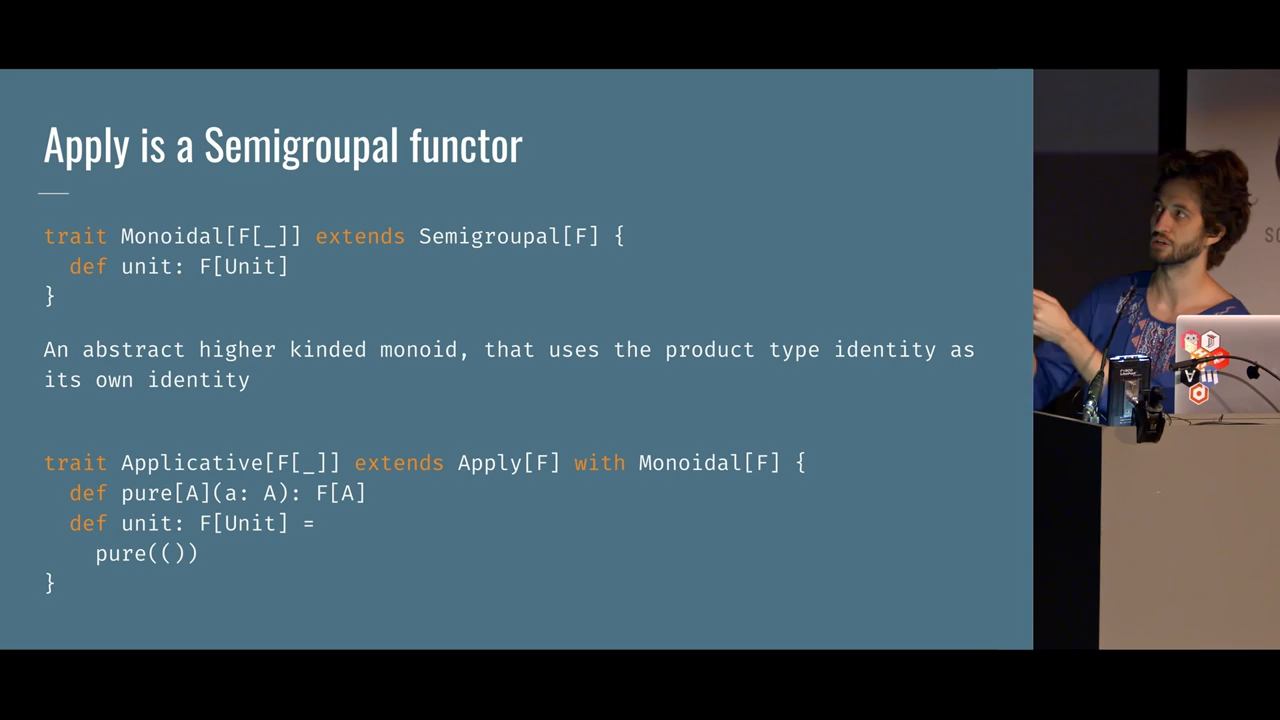 Apply is a Semigroupal functor
trait Monoidal[F[_]] extends Semigroupal[F] {
  def unit: F[Unit]
}
An abstract higher kinded monoid, that uses the product type identity as
its own identity
trait Applicative[F[_]] extends Apply[F] with Monoidal[F] {
  def pure[A](a: A): F[A]
  def unit: F[Unit] =
    pure(())
}